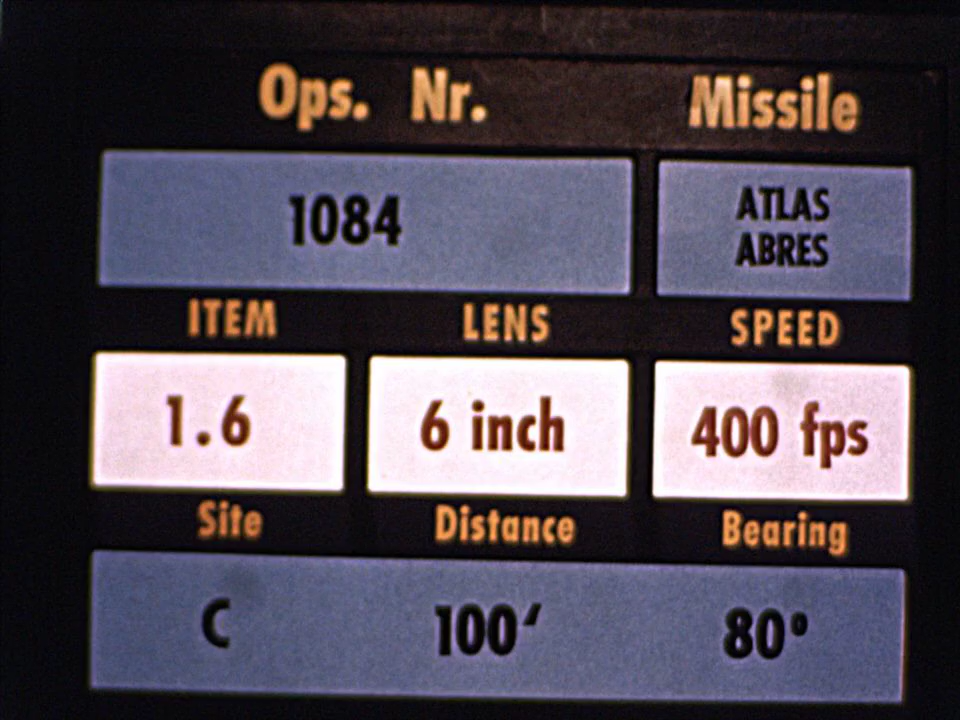 Ops. Nr. Missile
1084 ATLAS
ABRES
ITEM LENS SPEED
1.6 6 inch 400 fps
Site Distance Bearing
C 100′ 80°